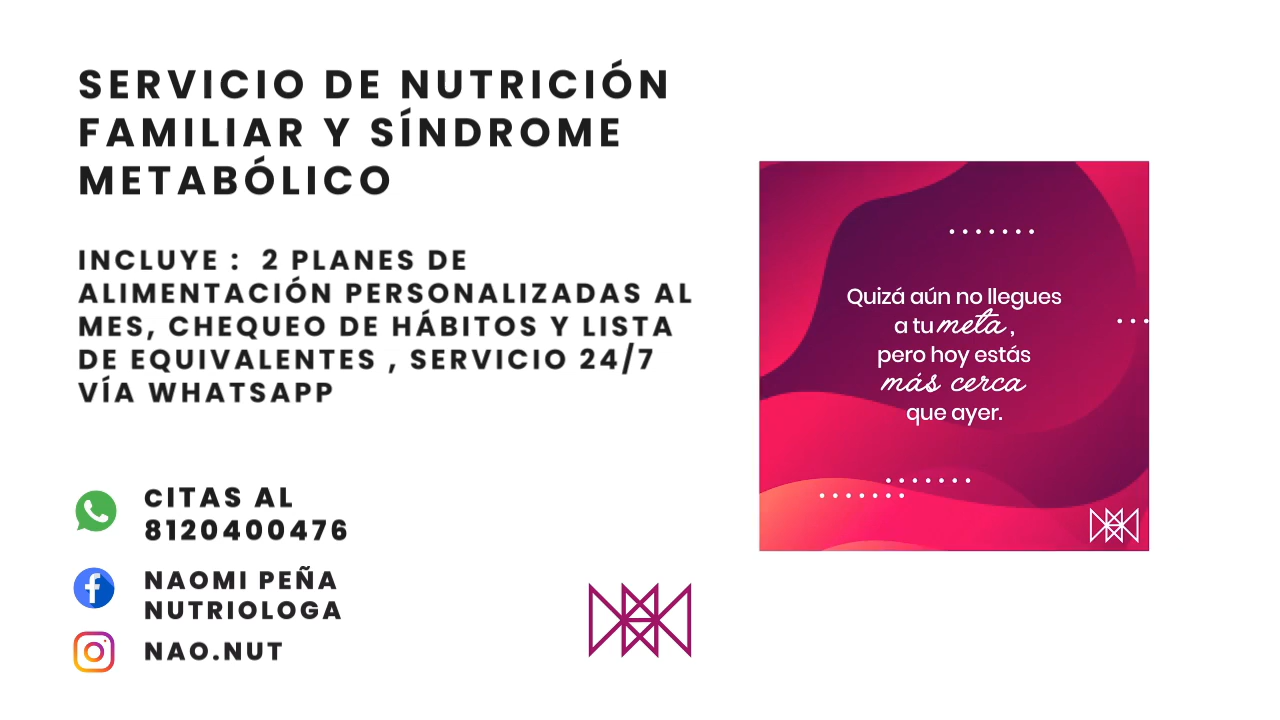 SERVICIO DE NUTRICIÓN
FAMILIAR Y SÍNDROME
METABÓLICO
INCLUYE : 2 PLANES DE
ALIMENTACIÓN PERSONALIZADAS AL
MES, CHEQUEO DE HÁBITOS Y LISTA
DE EQUIVALENTES , SERVICIO 24/7
VÍA WHATSAPP
CITAS AL
8120400476
NAOMI PEÑA
NUTRIOLOGA
NAO.NUT
Quizá aún no llegues
a tu meta ,
pero hoy estás
más cerca
que ayer.